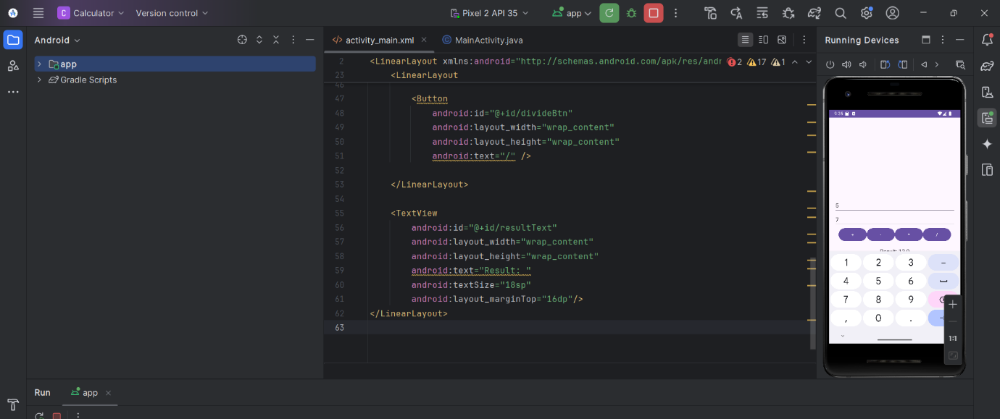 C Calculator Version control Pixel 2 API 35 app
Android
app
Gradle Scripts
activity_main.xml MainActivity.java
2 <LinearLayout xmlns:android="http://schemas.android.com/apk/res/andr 2 17 1
23 <LinearLayout
46
47 <Button
48 android:id="@+id/divideBtn"
49 android:layout_width="wrap_content"
50 android:layout_height="wrap_content"
51 android:text="/" />
52
53 </LinearLayout>
54
55 <TextView
56 android:id="@+id/resultText"
57 android:layout_width="wrap_content"
58 android:layout_height="wrap_content"
59 android:text="Result: "
60 android:textSize="18sp"
61 android:layout_marginTop="16dp"/>
62 </LinearLayout>
63
Running Devices
9:35
5
7
+ - * /
Result: 12.0
1 2 3 -
4 5 6
7 8 9
, 0 .
1:1
Run app